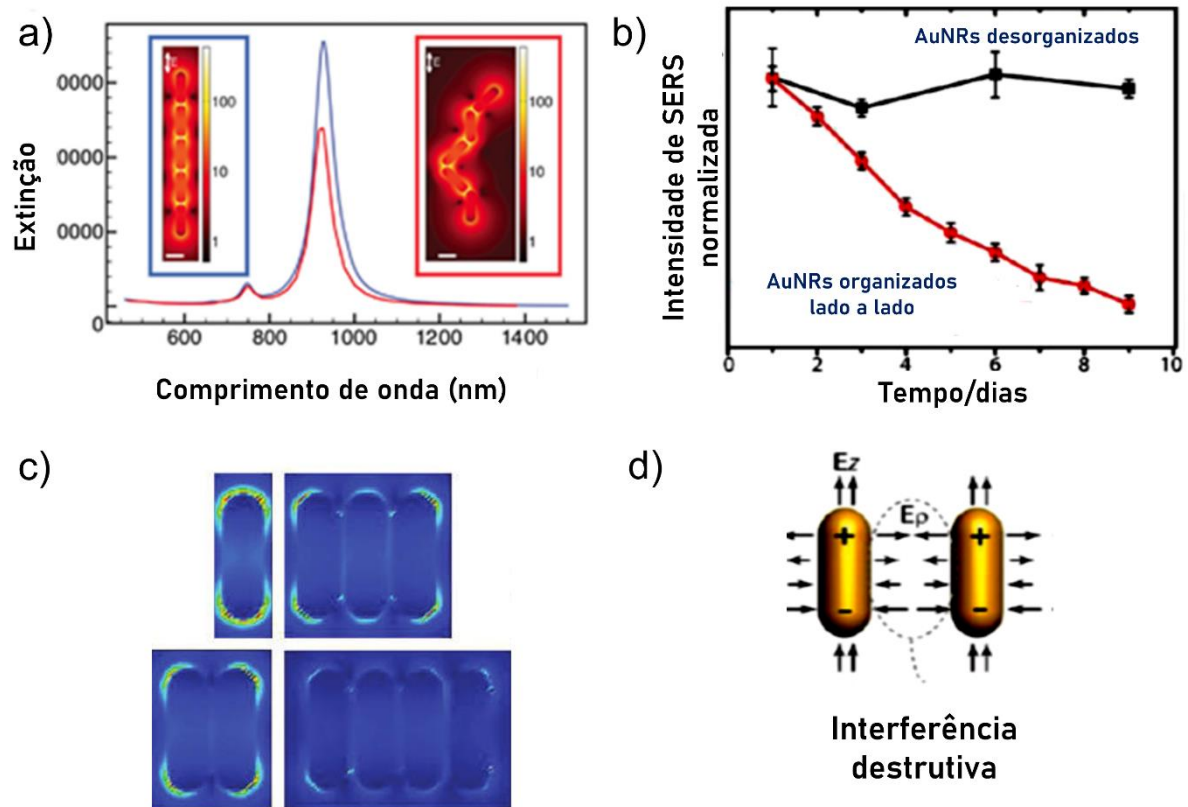 a)
E
100
10
1
E
100
10
1
0000
0000
0000
0
Extinção
600
800
1000
1200
1400
Comprimento de onda (nm)
b)
AuNRs desorganizados
Intensidade de SERS
normalizada
AuNRs organizados
lado a lado
0
2
4
6
8
10
Tempo/dias
c)
d)
Ez
Eρ
+
+
–
–
Interferência
destrutiva